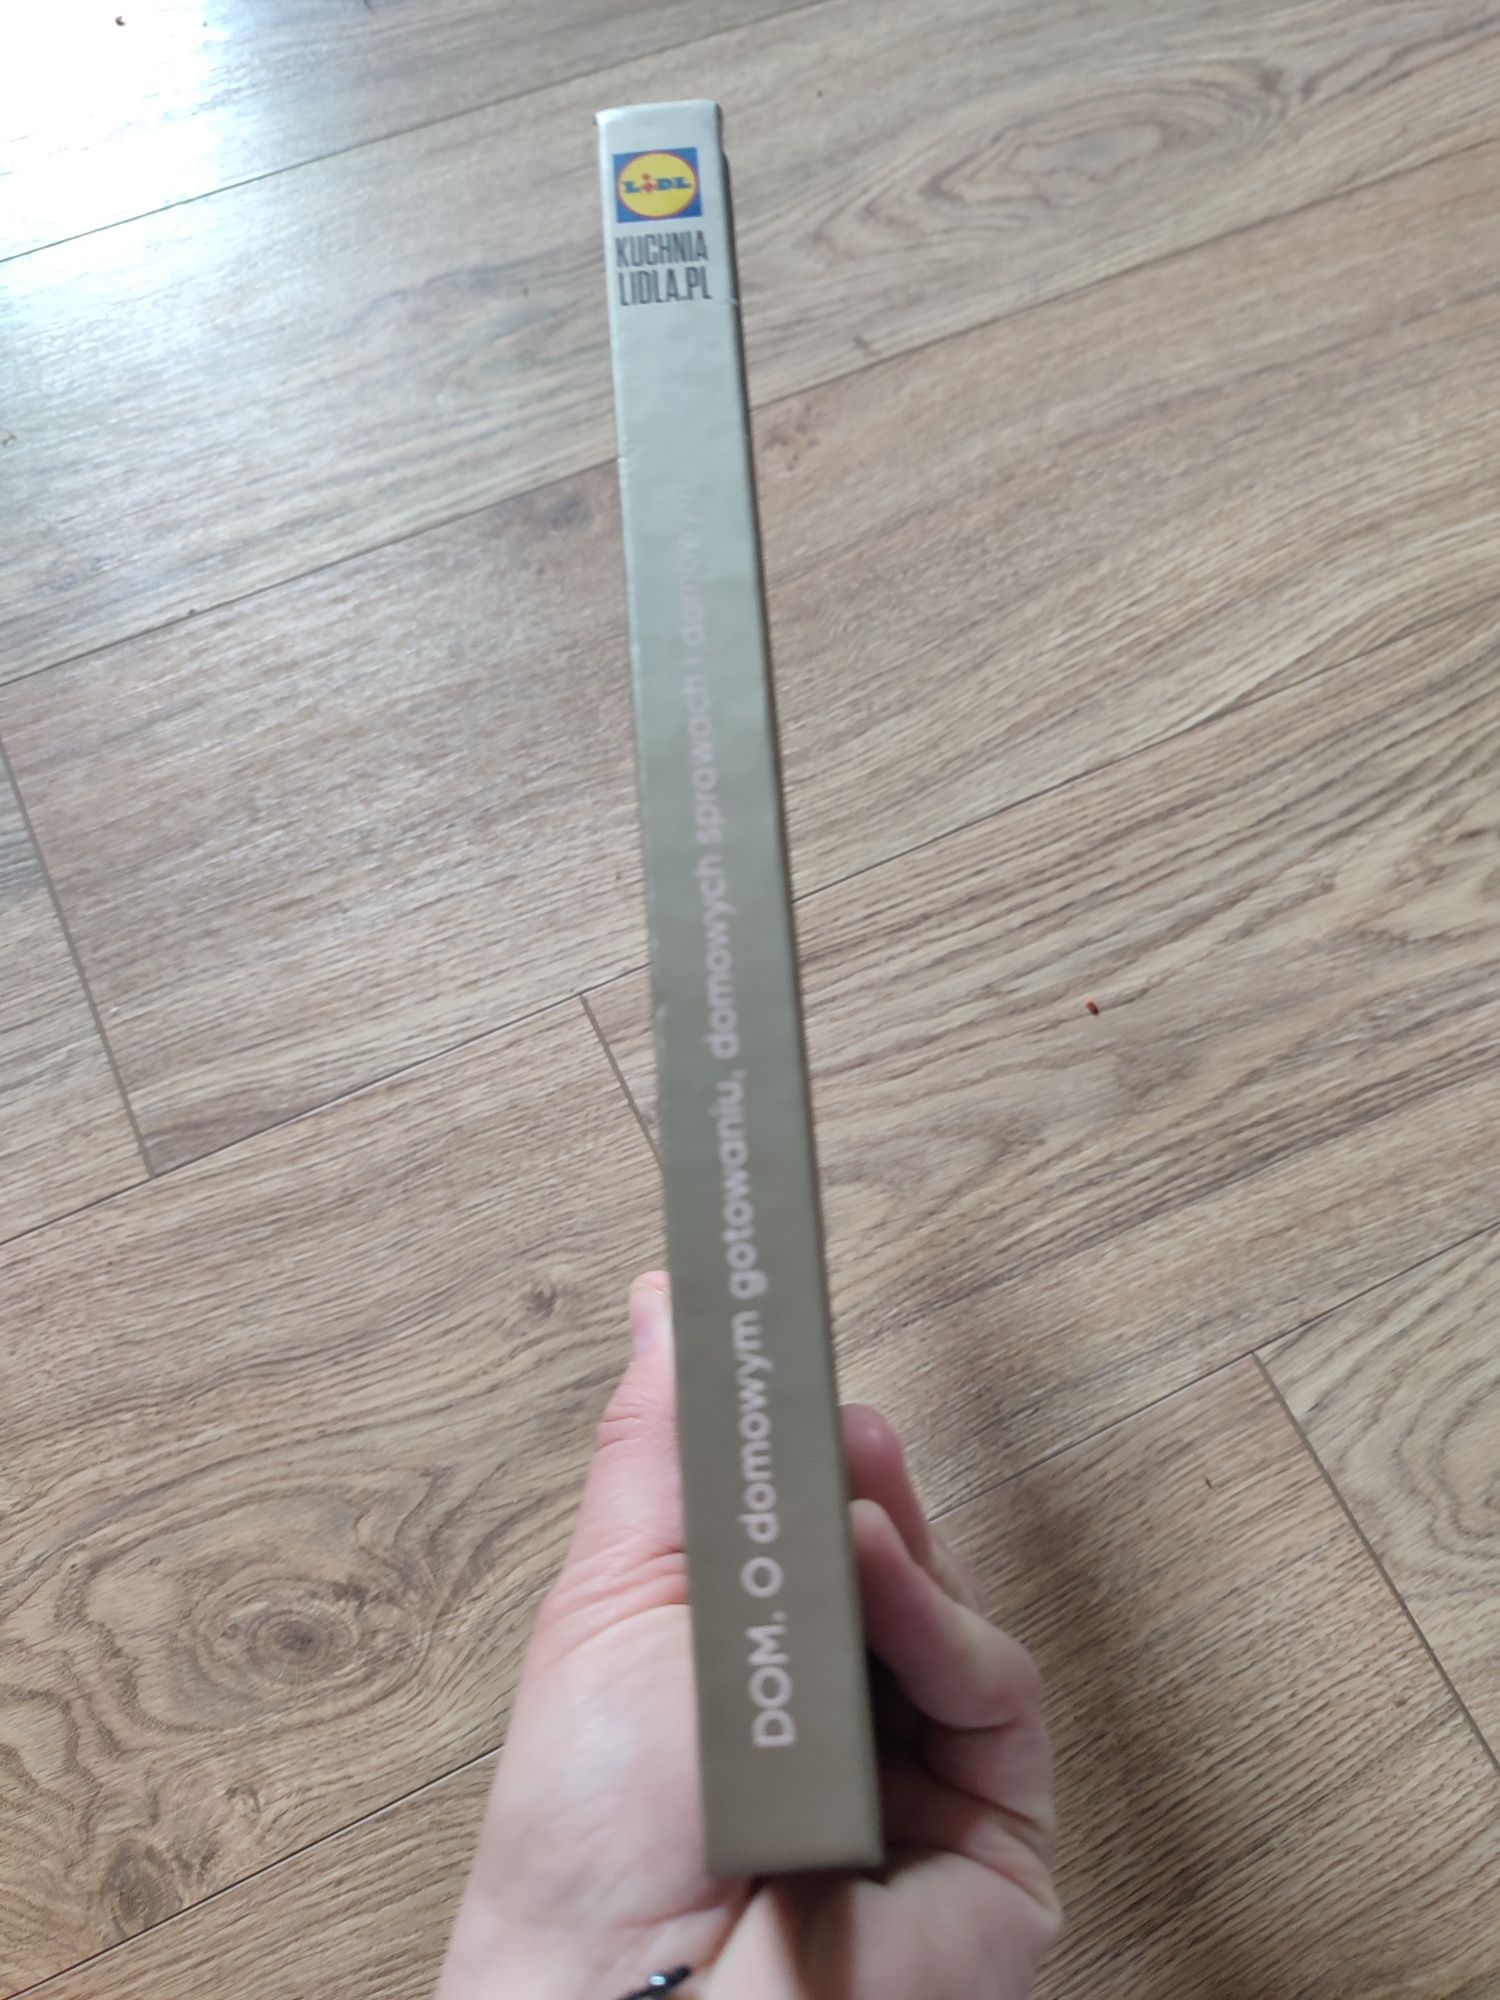 LIDL
KUCHNIA
LIDLA.PL
DOM. O domowym gotowaniu, domowych sprawach i domowym